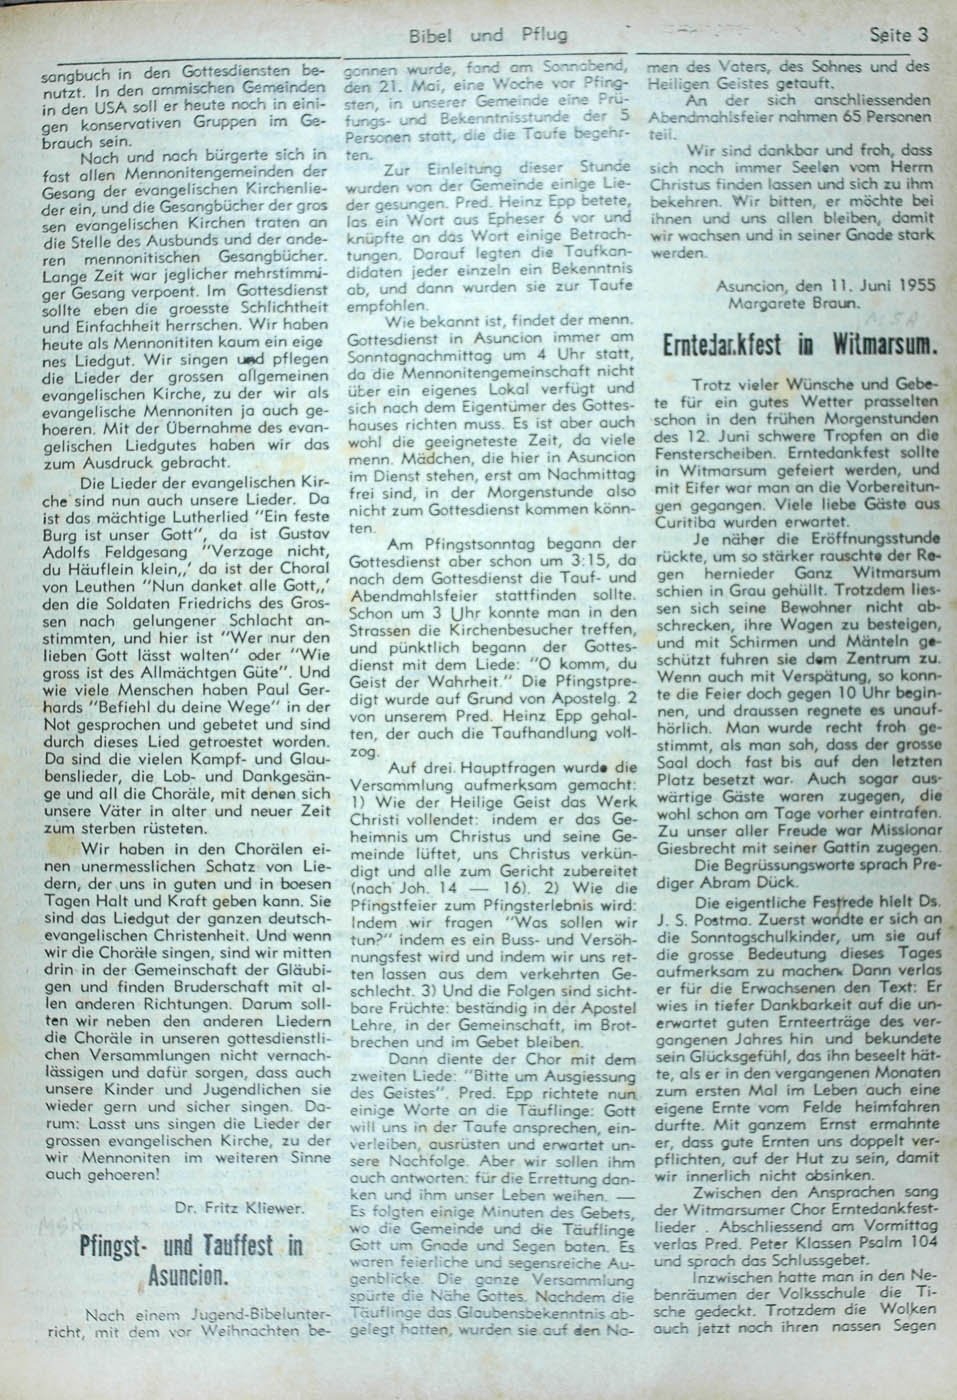 Bibel und Pflug
Seite 3
sangbuch in den Gottesdiensten be-
nutzt. In den ammischen Gemeinden
in den USA soll er heute noch in eini-
gen konservativen Gruppen im Ge-
brauch sein.
Nach und nach bürgerte sich in
fast allen Mennonitengemeinden der
Gesang der evangelischen Kirchenlie-
der ein, und die Gesangbücher der gros
sen evangelischen Kirchen traten an
die Stelle des Ausbunds und der ande-
ren mennonitischen Gesangbücher.
Lange Zeit war jeglicher mehrstimmi-
ger Gesang verpoent. Im Gottesdienst
sollte eben die groesste Schlichtheit
und Einfachheit herrschen. Wir haben
heute als Mennonititen kaum ein eige
nes Liedgut. Wir singen und pflegen
die Lieder der grossen allgemeinen
evangelischen Kirche, zu der wir als
evangelische Mennoniten ja auch ge-
hoeren. Mit der Übernahme des evan-
gelischen Liedgutes haben wir das
zum Ausdruck gebracht.
Die Lieder der evangelischen Kir-
che sind nun auch unsere Lieder. Da
ist das mächtige Lutherlied "Ein feste
Burg ist unser Gott", da ist Gustav
Adolfs Feldgesang "Verzage nicht,
du Häuflein klein,,' da ist der Choral
von Leuthen "Nun danket alle Gott,,'
den die Soldaten Friedrichs des Gros-
sen nach gelungener Schlacht an-
stimmten, und hier ist "Wer nur den
lieben Gott lässt walten" oder "Wie
gross ist des Allmächtgen Güte". Und
wie viele Menschen haben Paul Ger-
hards "Befiehl du deine Wege" in der
Not gesprochen und gebetet und sind
durch dieses Lied getroestet worden.
Da sind die vielen Kampf- und Glau-
benslieder, die Lob- und Dankgesän-
ge und all die Choräle, mit denen sich
unsere Väter in alter und neuer Zeit
zum sterben rüsteten.
Wir haben in den Chorälen ei-
nen unermesslichen Schatz von Lie-
dern, der uns in guten und in boesen
Tagen Halt und Kraft geben kann. Sie
sind das Liedgut der ganzen deutsch-
evangelischen Christenheit. Und wenn
wir die Choräle singen, sind wir mitten
drin in der Gemeinschaft der Gläubi-
gen und finden Bruderschaft mit al-
len anderen Richtungen. Darum soll-
ten wir neben den anderen Liedern
die Choräle in unseren gottesdienstli-
chen Versammlungen nicht vernach-
lässigen und dafür sorgen, dass auch
unsere Kinder und Jugendlichen sie
wieder gern und sicher singen. Da-
rum: Lasst uns singen die Lieder der
grossen evangelischen Kirche, zu der
wir Mennoniten im weiteren Sinne
auch gehoeren!
Dr. Fritz Kliewer.
MSA
Pfingst- und Tauffest in
Asuncion.
Nach einem Jugend-Bibelunter-
richt, mit dem vor Weihnachten be-
gonnen wurde, fand am Sonnabend,
den 21. Mai, eine Woche vor Pfing-
sten, in unserer Gemeinde eine Prü-
fungs- und Bekenntnisstunde der 5
Personen statt, die die Taufe begehr-
ten.
Zur Einleitung dieser Stunde
wurden von der Gemeinde einige Lie-
der gesungen. Pred. Heinz Epp betete,
las ein Wort aus Epheser 6 vor und
knüpfte an das Wort einige Betrach-
tungen. Darauf legten die Taufkan-
didaten jeder einzeln ein Bekenntnis
ab, und dann wurden sie zur Taufe
empfohlen.
Wie bekannt ist, findet der menn.
Gottesdienst in Asuncion immer am
Sonntagnachmittag um 4 Uhr statt,
da die Mennonitengemeinschaft nicht
über ein eigenes Lokal verfügt und
sich nach dem Eigentümer des Gottes-
hauses richten muss. Es ist aber auch
wohl die geeigneteste Zeit, da viele
menn. Mädchen, die hier in Asuncion
im Dienst stehen, erst am Nachmittag
frei sind, in der Morgenstunde also
nicht zum Gottesdienst kommen könn-
ten.
Am Pfingstsonntag begann der
Gottesdienst aber schon um 3:15, da
nach dem Gottesdienst die Tauf- und
Abendmahlsfeier stattfinden sollte.
Schon um 3 Uhr konnte man in den
Strassen die Kirchenbesucher treffen,
und pünktlich begann der Gottes-
dienst mit dem Liede: "O komm, du
Geist der Wahrheit." Die Pfingstpre-
digt wurde auf Grund von Apostelg. 2
von unserem Pred. Heinz Epp gehal-
ten, der auch die Taufhandlung voll-
zog.
Auf drei Hauptfragen wurde die
Versammlung aufmerksam gemacht:
1) Wie der Heilige Geist das Werk
Christi vollendet: indem er das Ge-
heimnis um Christus und seine Ge-
meinde lüftet, uns Christus verkün-
digt und alle zum Gericht zubereitet
(nach Joh. 14 — 16). 2) Wie die
Pfingstfeier zum Pfingsterlebnis wird:
Indem wir fragen "Was sollen wir
tun?" indem es ein Buss- und Versöh-
nungsfest wird und indem wir uns ret-
ten lassen aus dem verkehrten Ge-
schlecht. 3) Und die Folgen sind sicht-
bare Früchte: beständig in der Apostel
Lehre, in der Gemeinschaft, im Brot-
brechen und im Gebet bleiben.
Dann diente der Chor mit dem
zweiten Liede: "Bitte um Ausgiessung
des Geistes". Pred. Epp richtete nun
einige Worte an die Täuflinge: Gott
will uns in der Taufe ansprechen, ein-
verleiben, ausrüsten und erwartet un-
sere Nachfolge. Aber wir sollen ihm
auch antworten: für die Errettung dan-
ken und ihm unser Leben weihen. —
Es folgten einige Minuten des Gebets,
wo die Gemeinde und die Täuflinge
Gott um Gnade und Segen baten. Es
waren feierliche und segensreiche Au-
genblicke. Die ganze Versammlung
spürte die Nähe Gottes. Nachdem die
Täuflinge das Glaubensbekenntnis ab-
gelegt hatten, wurden sie auf den Na-
men des Vaters, des Sohnes und des
Heiligen Geistes getauft.
An der sich anschliessenden
Abendmahlsfeier nahmen 65 Personen
teil.
Wir sind dankbar und froh, dass
sich noch immer Seelen vom Herrn
Christus finden lassen und sich zu ihm
bekehren. Wir bitten, er möchte bei
ihnen und uns allen bleiben, damit
wir wachsen und in seiner Gnade stark
werden.
Asuncion, den 11. Juni 1955
Margarete Braun.
MSA
Erntedankfest in Witmarsum.
Trotz vieler Wünsche und Gebe-
te für ein gutes Wetter prasselten
schon in den frühen Morgenstunden
des 12. Juni schwere Tropfen an die
Fensterscheiben. Erntedankfest sollte
in Witmarsum gefeiert werden, und
mit Eifer war man an die Vorbereitun-
gen gegangen. Viele liebe Gäste aus
Curitiba wurden erwartet.
Je näher die Eröffnungsstunde
rückte, um so stärker rauschte der Re-
gen hernieder Ganz Witmarsum
schien in Grau gehüllt. Trotzdem lies-
sen sich seine Bewohner nicht ab-
schrecken, ihre Wagen zu besteigen,
und mit Schirmen und Mänteln ge-
schützt fuhren sie dem Zentrum zu.
Wenn auch mit Verspätung, so konn-
te die Feier doch gegen 10 Uhr begin-
nen, und draussen regnete es unauf-
hörlich. Man wurde recht froh ge-
stimmt, als man sah, dass der grosse
Saal doch fast bis auf den letzten
Platz besetzt war. Auch sogar aus-
wärtige Gäste waren zugegen, die
wohl schon am Tage vorher eintrafen.
Zu unser aller Freude war Missionar
Giesbrecht mit seiner Gattin zugegen.
Die Begrüssungsworte sprach Pre-
diger Abram Dück.
Die eigentliche Festrede hielt Ds.
J. S. Postma. Zuerst wandte er sich an
die Sonntagschulkinder, um sie auf
die grosse Bedeutung dieses Tages
aufmerksam zu machen. Dann verlas
er für die Erwachsenen den Text: Er
wies in tiefer Dankbarkeit auf die un-
erwartet guten Ernteerträge des ver-
gangenen Jahres hin und bekundete
sein Glücksgefühl, das ihn beseelt hät-
te, als er in den vergangenen Monaten
zum ersten Mal im Leben auch eine
eigene Ernte vom Felde heimfahren
durfte. Mit ganzem Ernst ermahnte
er, dass gute Ernten uns doppelt ver-
pflichten, auf der Hut zu sein, damit
wir innerlich nicht absinken.
Zwischen den Ansprachen sang
der Witmarsumer Chor Erntedankfest-
lieder . Abschliessend am Vormittag
verlas Pred. Peter Klassen Psalm 104
und sprach das Schlussgebet.
Inzwischen hatte man in den Ne-
benräumen der Volksschule die Ti-
sche gedeckt. Trotzdem die Wolken
auch jetzt noch ihren nassen Segen